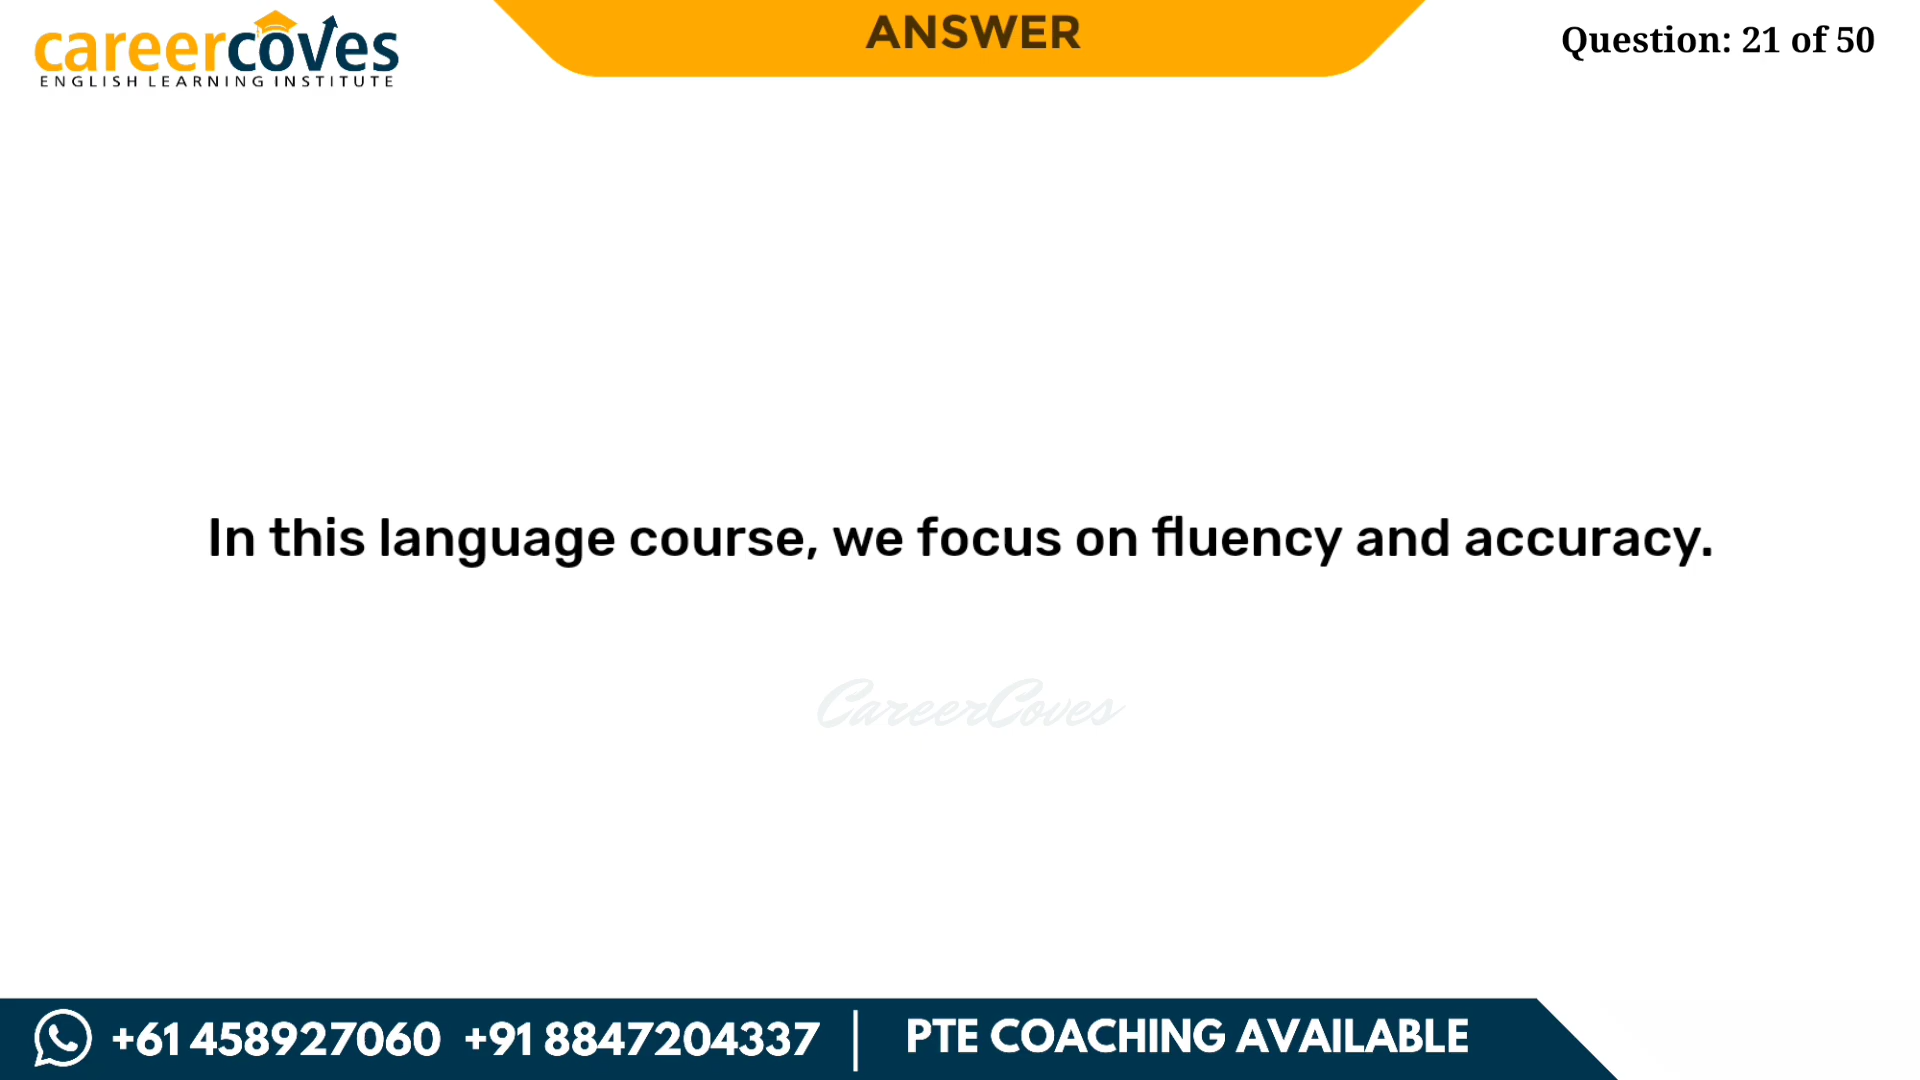 careercoves
ENGLISH LEARNING INSTITUTE
ANSWER
Question: 21 of 50
In this language course, we focus on fluency and accuracy.
CareerCoves
+61 458927060 +91 8847204337 | PTE COACHING AVAILABLE